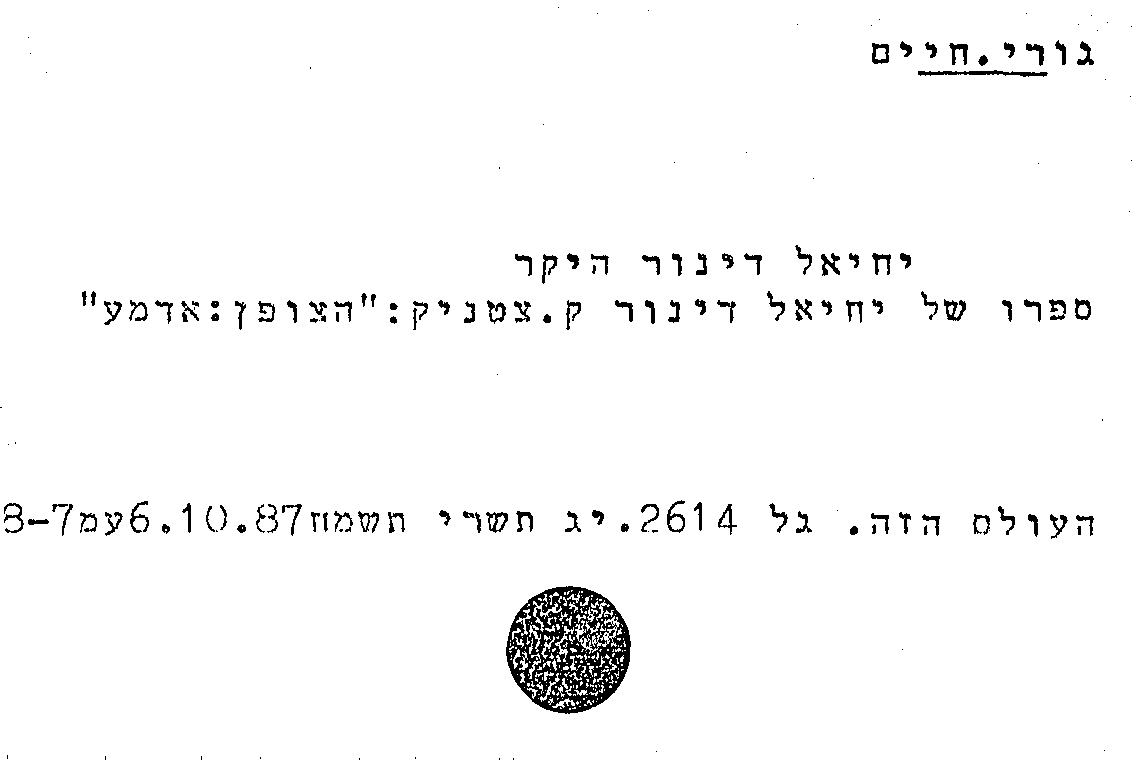 גורי.חיים
יחיאל דינור היקר
ספרו של יחיאל דינור ק.צטניק:"הצופן:אדמע"
העולם הזה. גל 2614.יג תשרי תשמח6.10.87עמ7-8